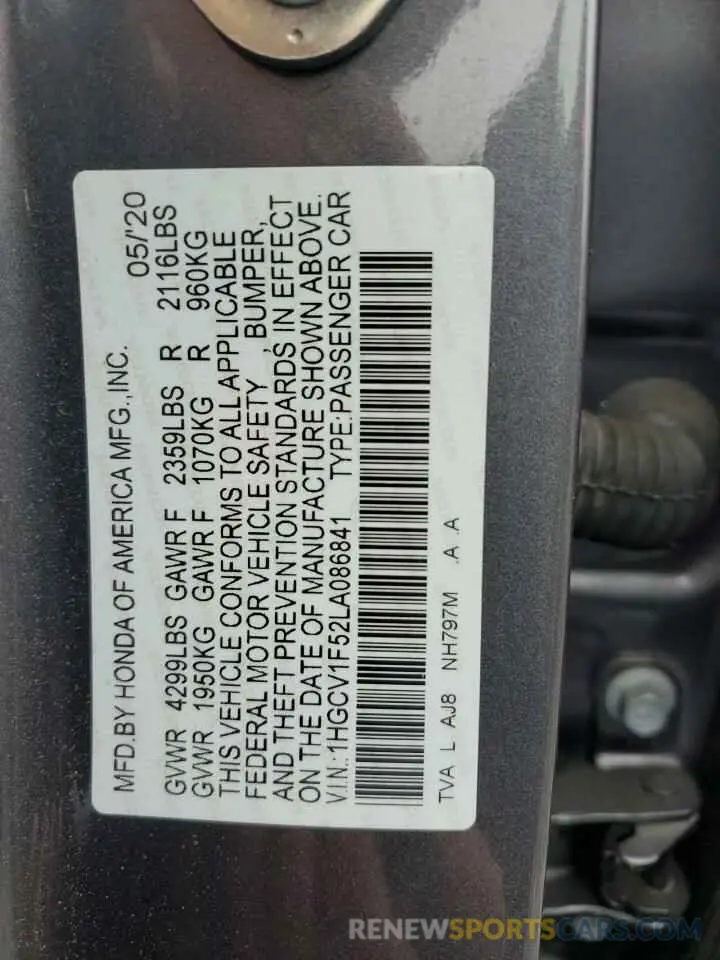 MFD.BY HONDA OF AMERICA MFG.,INC. 05/'20
GVWR 4299LBS GAWR F 2359LBS R 2116LBS
GVWR 1950KG GAWR F 1070KG R 960KG
THIS VEHICLE CONFORMS TO ALL APPLICABLE
FEDERAL MOTOR VEHICLE SAFETY , BUMPER,
AND THEFT PREVENTION STANDARDS IN EFFECT
ON THE DATE OF MANUFACTURE SHOWN ABOVE.
V.I.N.:1HGCV1F52LA086841 TYPE:PASSENGER CAR
TVA L AJ8 NH797M .A .A
RENEWSPORTSCARS.COM